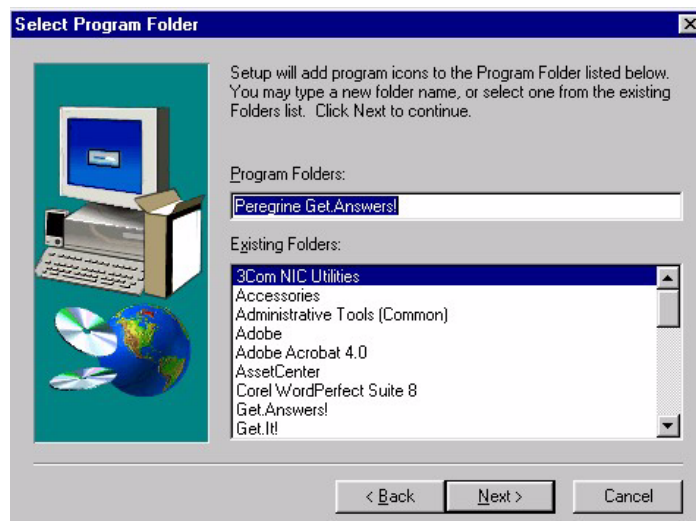 Select Program Folder
Setup will add program icons to the Program Folder listed below.
You may type a new folder name, or select one from the existing
Folders list. Click Next to continue.
Program Folders:
Peregrine Get.Answers!
Existing Folders:
3Com NIC Utilities
Accessories
Administrative Tools (Common)
Adobe
Adobe Acrobat 4.0
AssetCenter
Corel WordPerfect Suite 8
Get.Answers!
Get.It!
< Back
Next >
Cancel